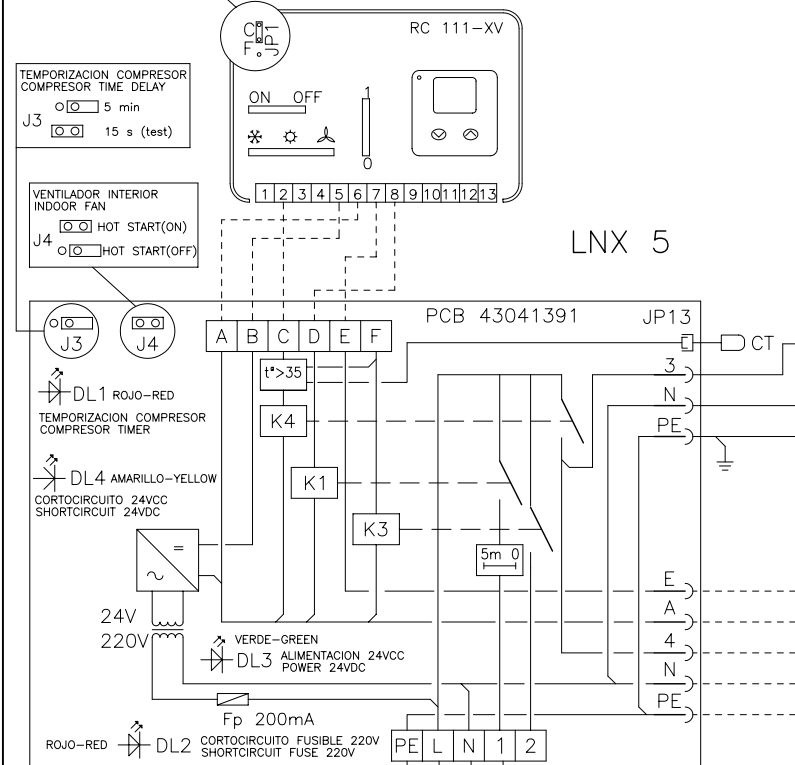 RC 111-XV
C
F
JP1
TEMPORIZACION COMPRESOR
COMPRESOR TIME DELAY
J3
5 min
15 s (test)
ON OFF
1
0
1 2 3 4 5 6 7 8 9 10 11 12 13
VENTILADOR INTERIOR
INDOOR FAN
J4
HOT START(ON)
HOT START(OFF)
LNX 5
PCB 43041391
JP13
J3
J4
A B C D E F
CT
tª>35
3
DL1 ROJO-RED
N
TEMPORIZACION COMPRESOR
COMPRESOR TIMER
K4
PE
DL4 AMARILLO-YELLOW
K1
CORTOCIRCUITO 24VCC
SHORTCIRCUIT 24VDC
K3
=
~
5m 0
E
A
24V
220V
VERDE-GREEN
DL3 ALIMENTACION 24VCC
POWER 24VDC
4
N
PE
Fp 200mA
ROJO-RED DL2 CORTOCIRCUITO FUSIBLE 220V
SHORTCIRCUIT FUSE 220V
PE L N 1 2